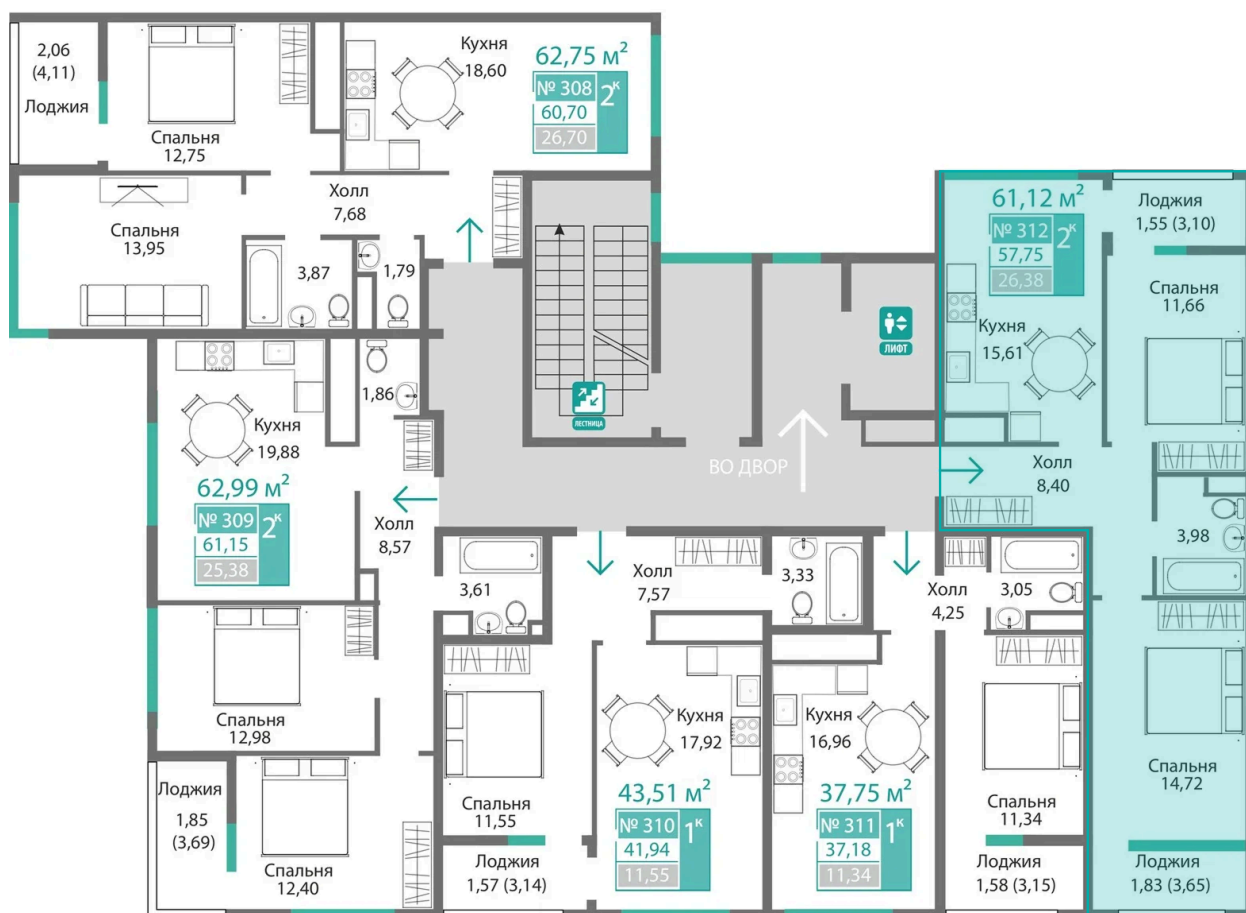 2,06
(4,11)
Лоджия
Спальня
12,75
Кухня
18,60
62,75 м²
№ 308
60,70
26,70
2к
Спальня
13,95
Холл
7,68
3,87
1,79
61,12 м²
№ 312
57,75
26,38
2к
Лоджия
1,55 (3,10)
Спальня
11,66
Кухня
15,61
ЛИФТ
ЛЕСТНИЦА
1,86
Кухня
19,88
62,99 м²
№ 309
61,15
25,38
2к
Холл
8,57
ВО ДВОР
Холл
8,40
3,98
3,61
Холл
7,57
3,33
Холл
4,25
3,05
Спальня
12,98
Кухня
17,92
Кухня
16,96
Спальня
14,72
Лоджия
1,85
(3,69)
Спальня
12,40
Спальня
11,55
43,51 м²
№ 310
41,94
11,55
1к
37,75 м²
№ 311
37,18
11,34
1к
Спальня
11,34
Лоджия
1,57 (3,14)
Лоджия
1,58 (3,15)
Лоджия
1,83 (3,65)